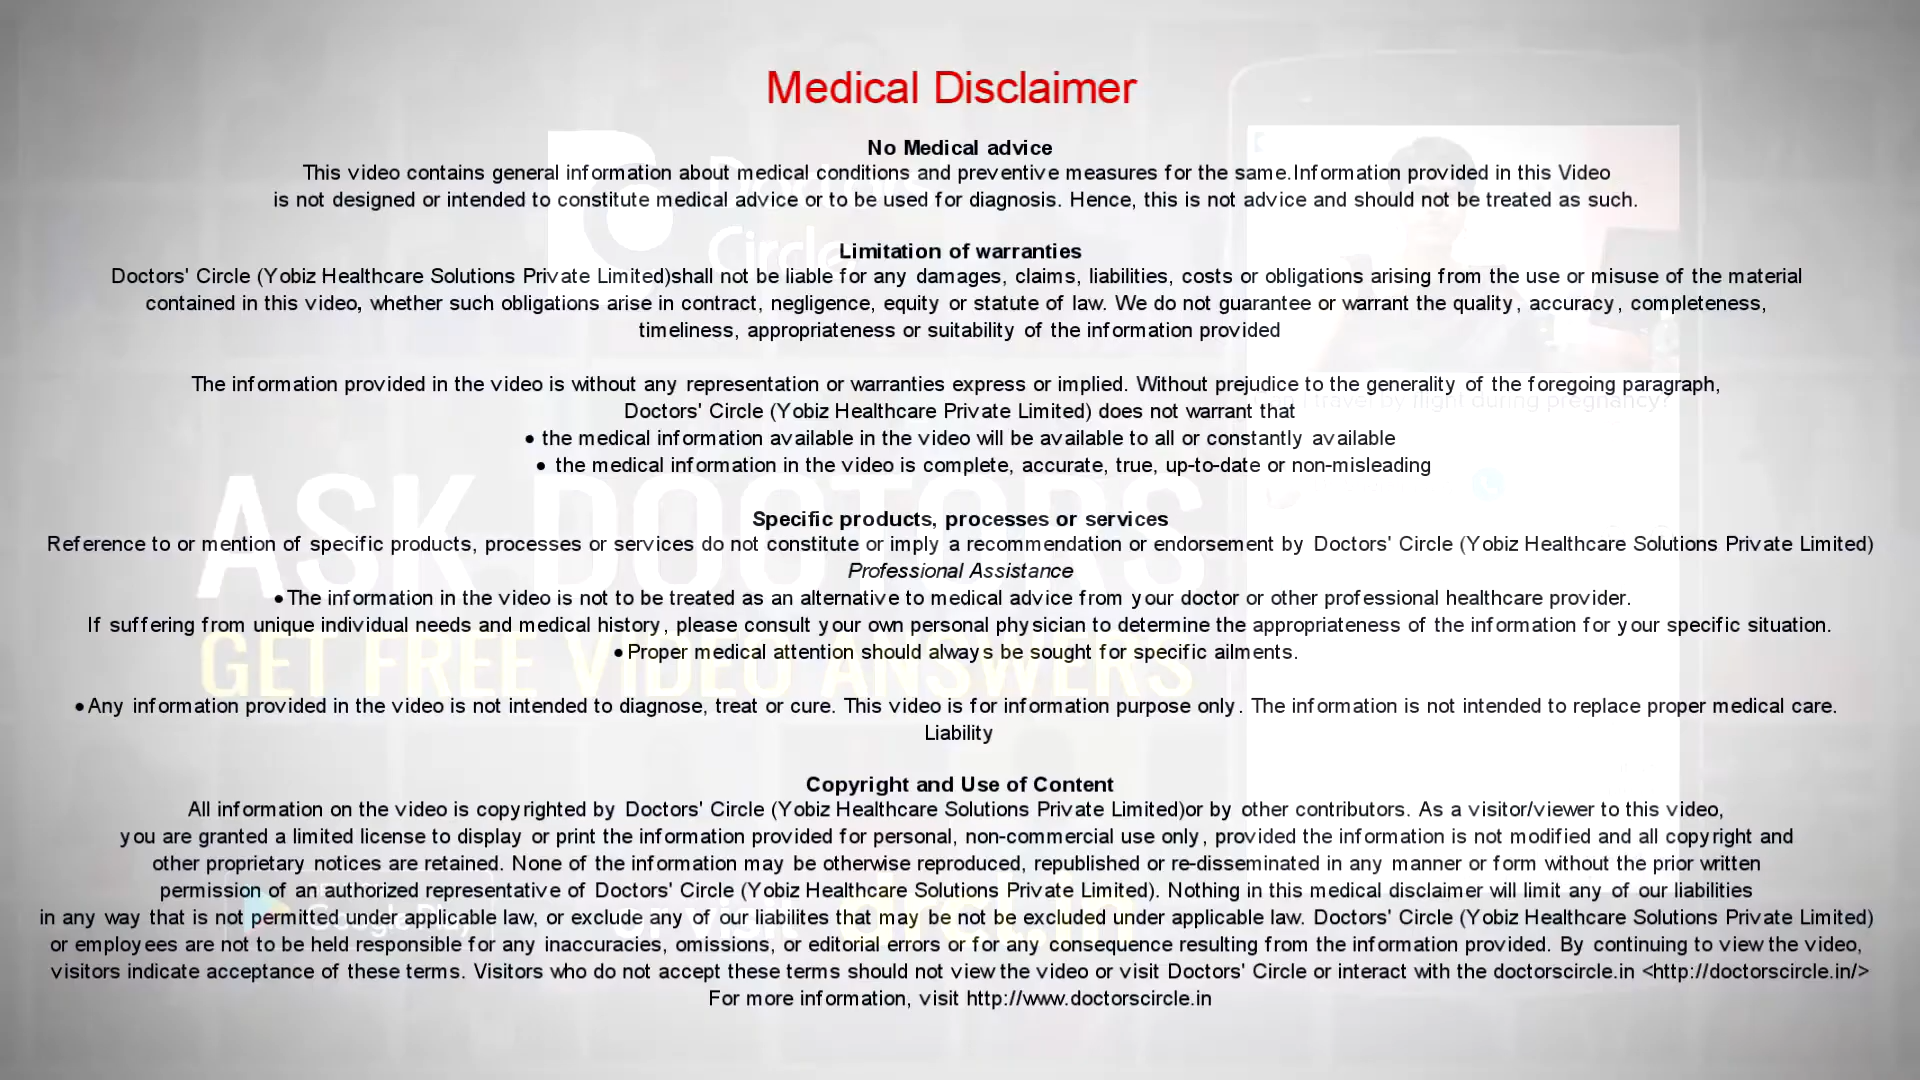 Medical Disclaimer
No Medical advice
This video contains general information about medical conditions and preventive measures for the same.Information provided in this Video
is not designed or intended to constitute medical advice or to be used for diagnosis. Hence, this is not advice and should not be treated as such.
Doctors
Circle
Limitation of warranties
Doctors' Circle (Yobiz Healthcare Solutions Private Limited)shall not be liable for any damages, claims, liabilities, costs or obligations arising from the use or misuse of the material
contained in this video, whether such obligations arise in contract, negligence, equity or statute of law. We do not guarantee or warrant the quality, accuracy, completeness,
timeliness, appropriateness or suitability of the information provided
The information provided in the video is without any representation or warranties express or implied. Without prejudice to the generality of the foregoing paragraph,
Can I travel by flight during pregnancy?
Doctors' Circle (Yobiz Healthcare Private Limited) does not warrant that
• the medical information available in the video will be available to all or constantly available
• the medical information in the video is complete, accurate, true, up-to-date or non-misleading
ASK DOCTORS
Specific products, processes or services
Reference to or mention of specific products, processes or services do not constitute or imply a recommendation or endorsement by Doctors' Circle (Yobiz Healthcare Solutions Private Limited)
Professional Assistance
•The information in the video is not to be treated as an alternative to medical advice from your doctor or other professional healthcare provider.
If suffering from unique individual needs and medical history, please consult your own personal physician to determine the appropriateness of the information for your specific situation.
•Proper medical attention should always be sought for specific ailments.
GET FREE VIDEO ANSWERS
•Any information provided in the video is not intended to diagnose, treat or cure. This video is for information purpose only. The information is not intended to replace proper medical care.
Liability
Copyright and Use of Content
All information on the video is copyrighted by Doctors' Circle (Yobiz Healthcare Solutions Private Limited)or by other contributors. As a visitor/viewer to this video,
you are granted a limited license to display or print the information provided for personal, non-commercial use only, provided the information is not modified and all copyright and
other proprietary notices are retained. None of the information may be otherwise reproduced, republished or re-disseminated in any manner or form without the prior written
permission of an authorized representative of Doctors' Circle (Yobiz Healthcare Solutions Private Limited). Nothing in this medical disclaimer will limit any of our liabilities
in any way that is not permitted under applicable law, or exclude any of our liabilites that may be not be excluded under applicable law. Doctors' Circle (Yobiz Healthcare Solutions Private Limited)
Google Play
or visit drcl.in
or employees are not to be held responsible for any inaccuracies, omissions, or editorial errors or for any consequence resulting from the information provided. By continuing to view the video,
visitors indicate acceptance of these terms. Visitors who do not accept these terms should not view the video or visit Doctors' Circle or interact with the doctorscircle.in <http://doctorscircle.in/>
For more information, visit http://www.doctorscircle.in